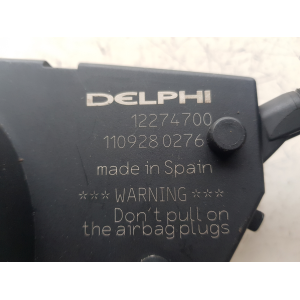 DELPHI
12274700
110928 0276
made in Spain
***WARNING***
Don't pull on
the airbag plugs